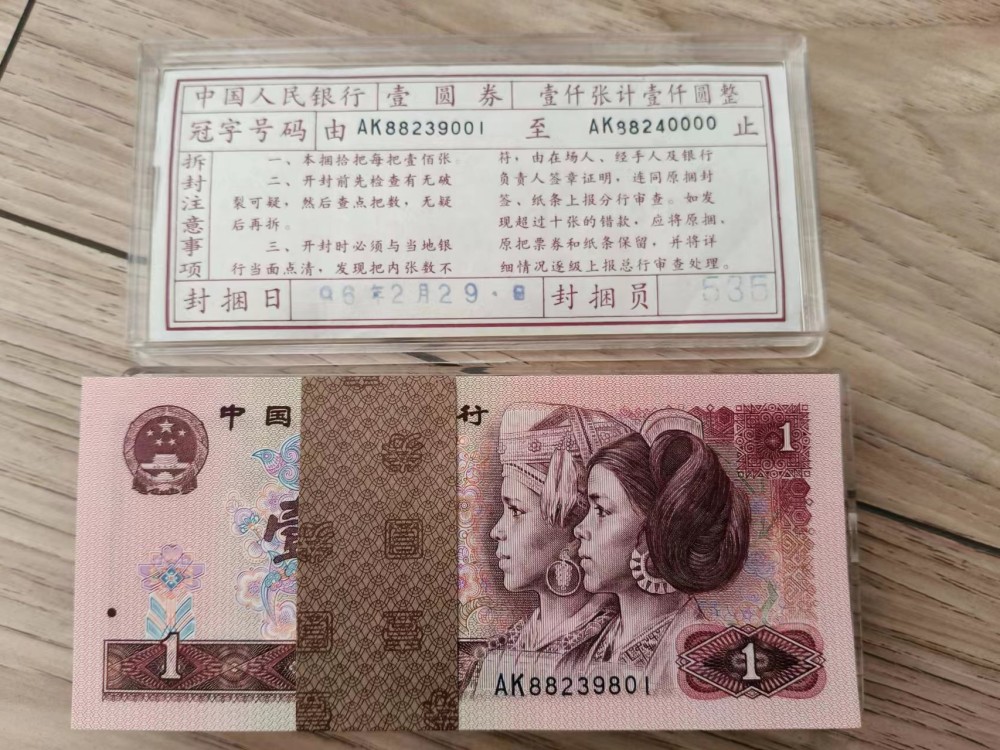 中国人民银行 壹圆券 壹仟张计壹仟圆整
冠字号码 由 AK88239001 至 AK88240000 止
拆封注意事项
一、本捆拾把每把壹佰张。
二、开封前先检查有无破
裂可疑，然后查点把数，无疑
后再拆。
三、开封时必须与当地银
行当面点清，发现把内张数不
符，由在场人、经手人及银行
负责人签章证明，连同原捆封
签、纸条上报分行审查。如发
现超过十张的错款，应将原捆、
原把票券和纸条保留，并将详
细情况逐级上报总行审查处理。
封捆日 96年2月29日 封捆员 535
中国 行
1
壹
1
1
AK88239801